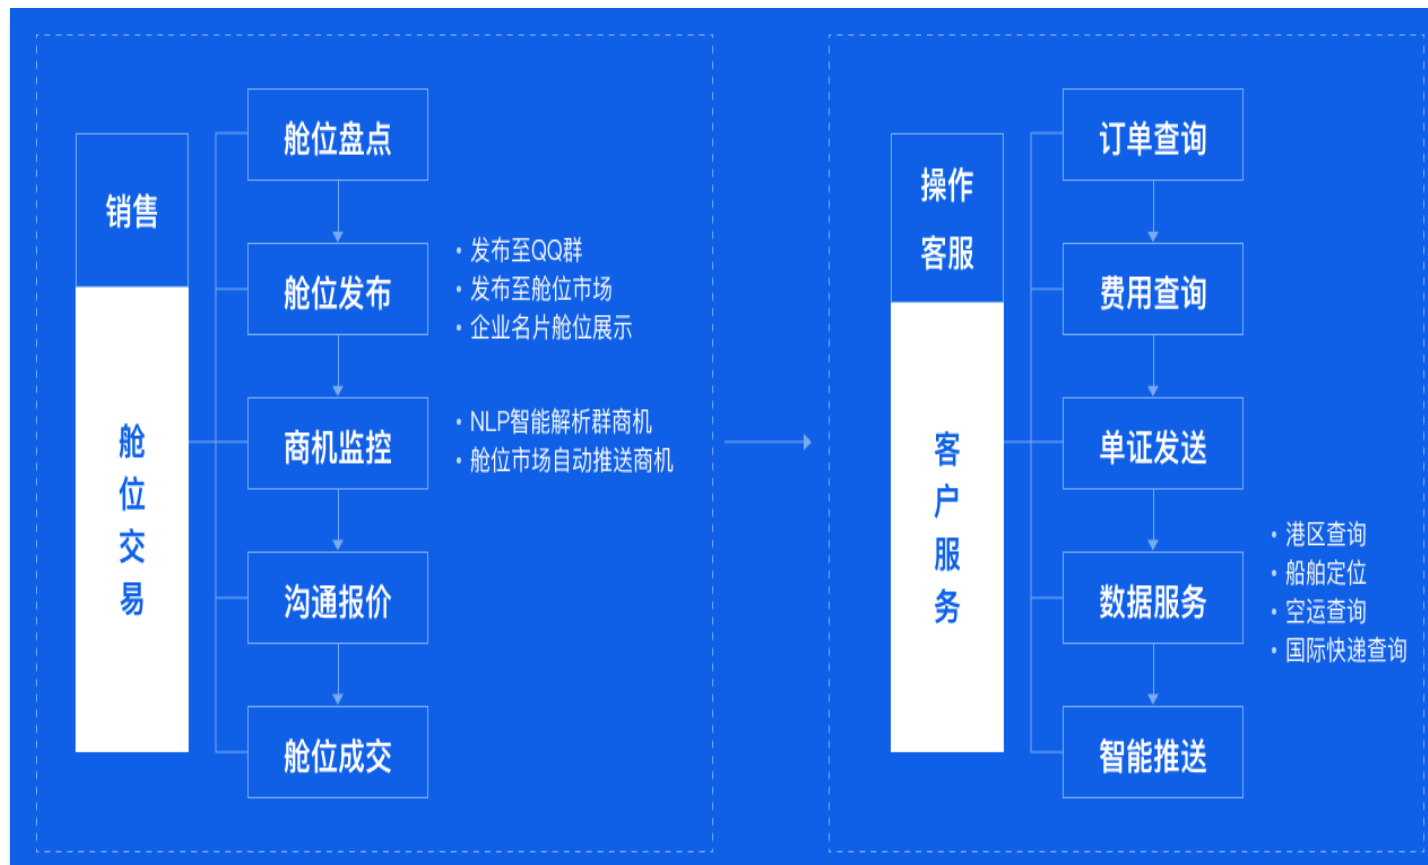 销售
舱位交易
舱位盘点
舱位发布
• 发布至QQ群
• 发布至舱位市场
• 企业名片舱位展示
商机监控
• NLP智能解析群商机
• 舱位市场自动推送商机
沟通报价
舱位成交
操作
客服
客户服务
订单查询
费用查询
单证发送
数据服务
• 港区查询
• 船舶定位
• 空运查询
• 国际快递查询
智能推送